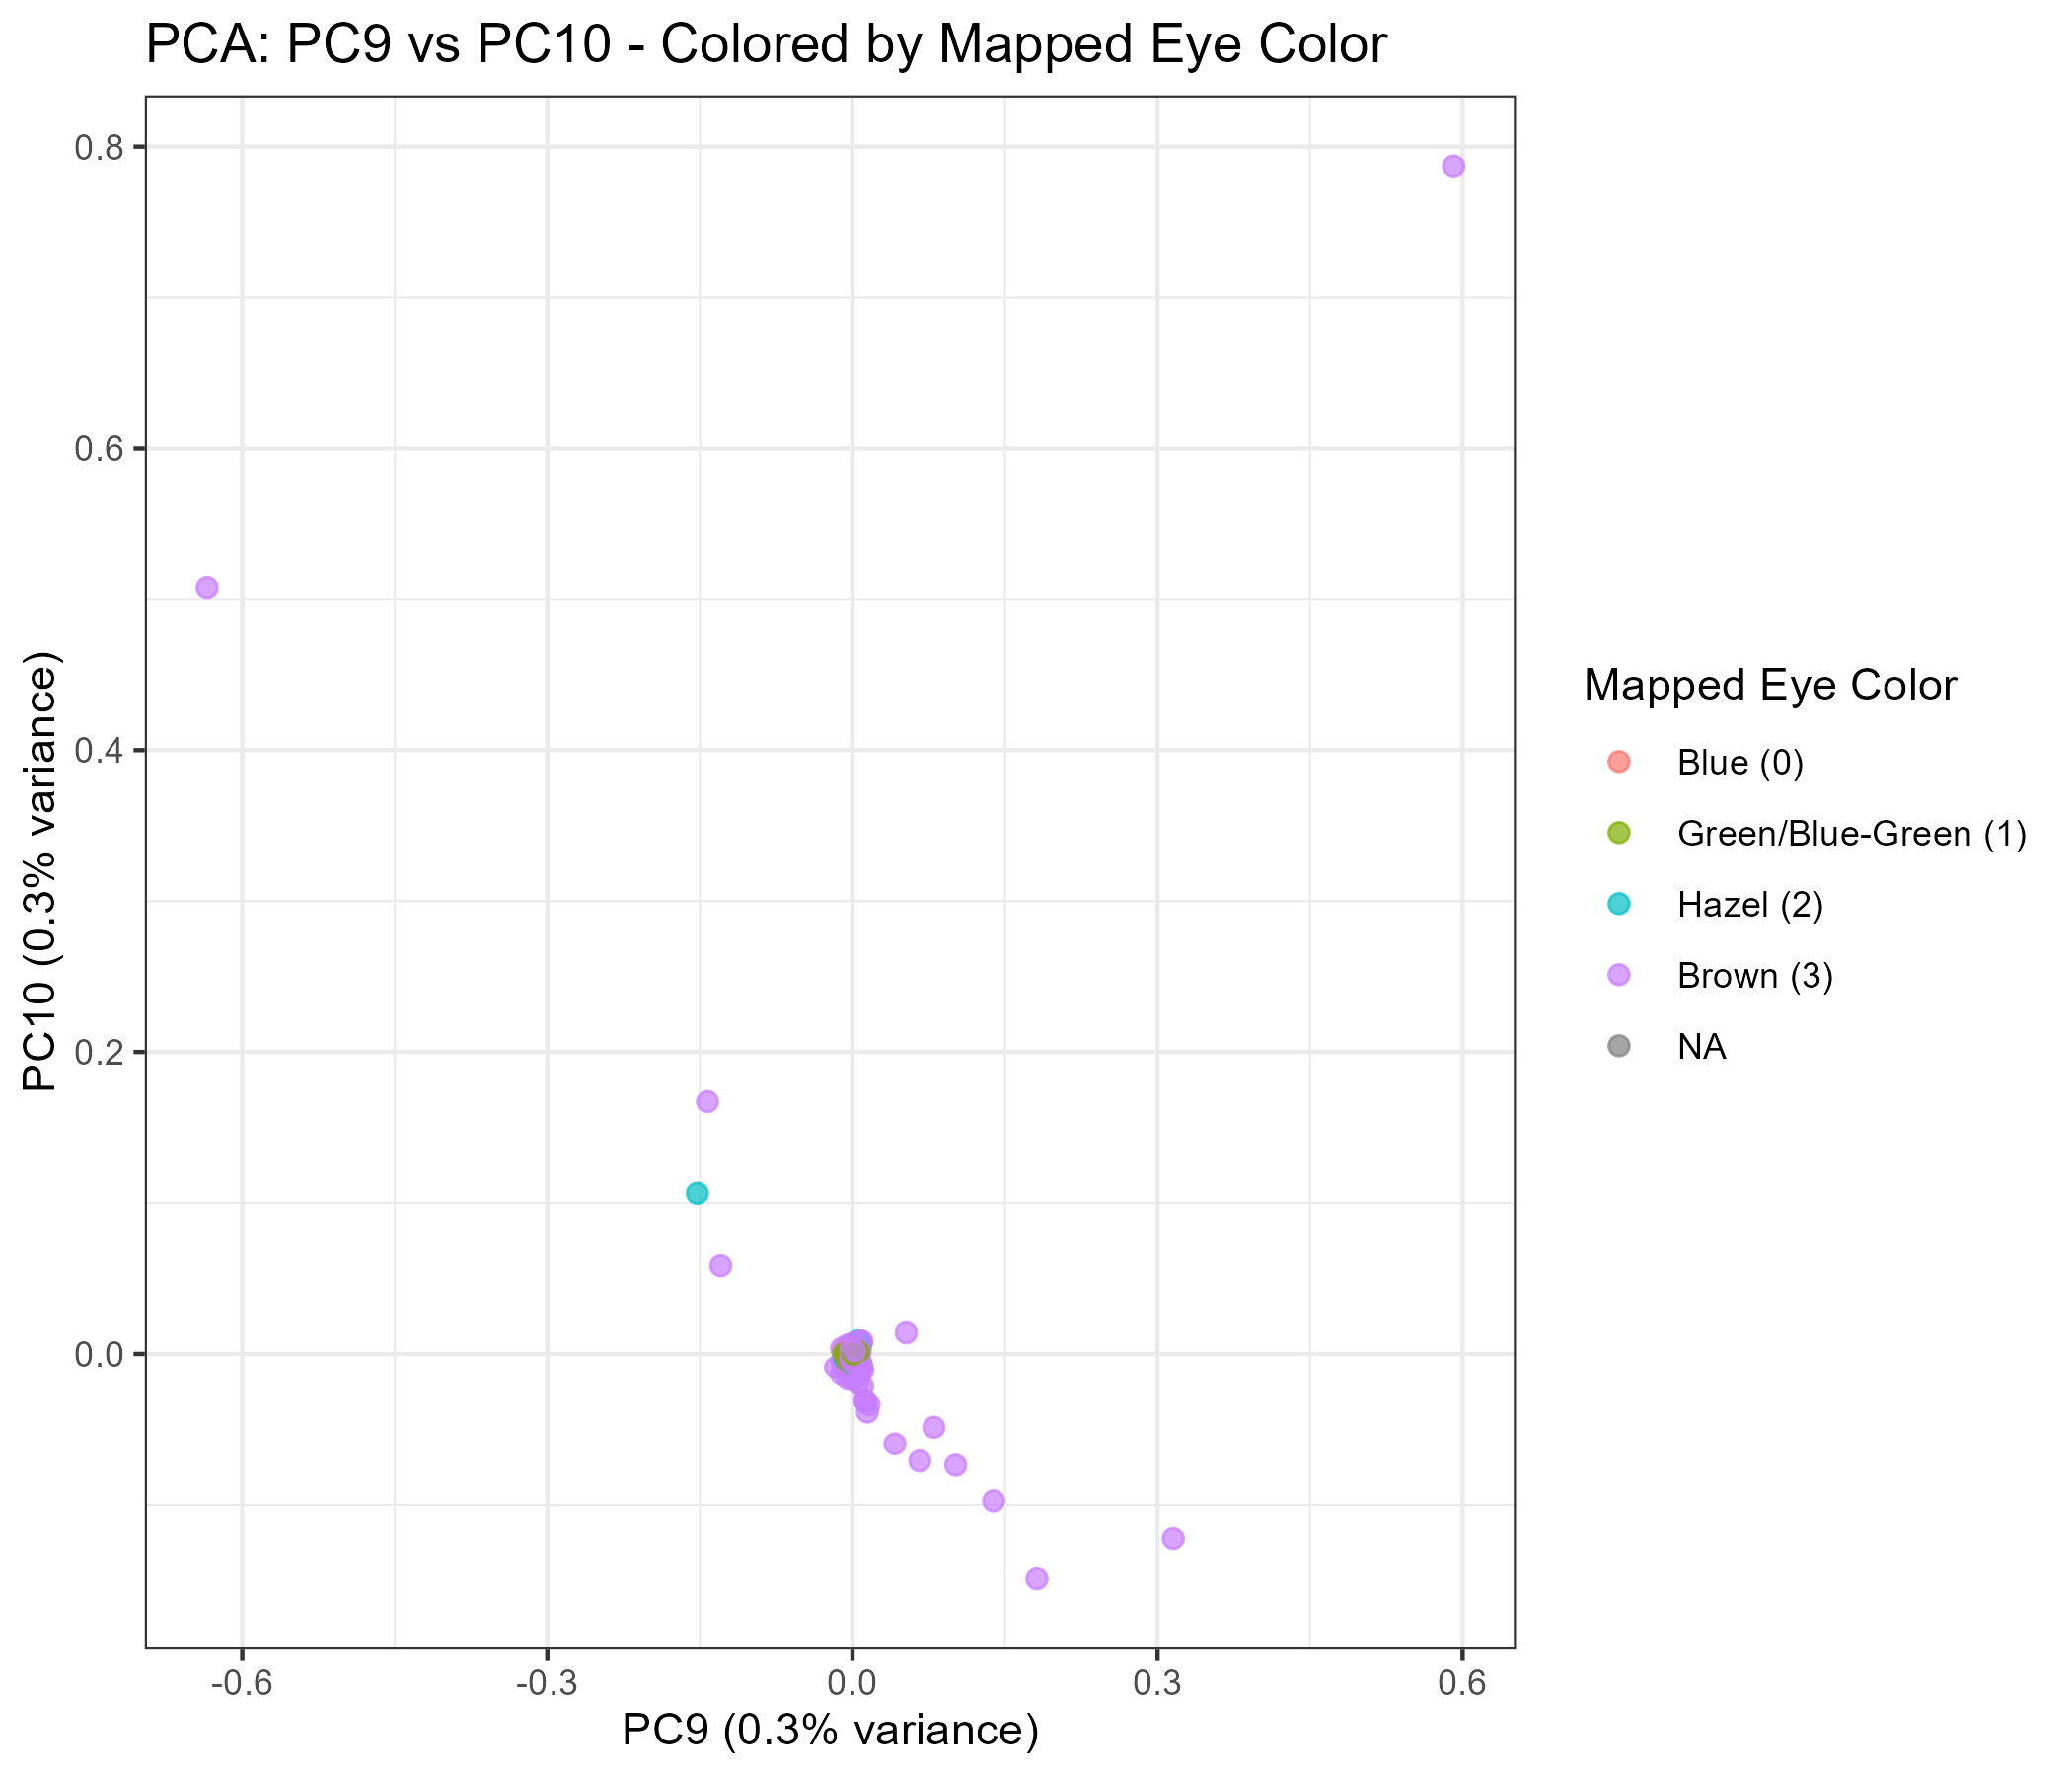 PCA: PC9 vs PC10 - Colored by Mapped Eye Color
PC10 (0.3% variance)
0.8
0.6
0.4
0.2
0.0
-0.6
-0.3
0.0
0.3
0.6
PC9 (0.3% variance)
Mapped Eye Color
Blue (0)
Green/Blue-Green (1)
Hazel (2)
Brown (3)
NA